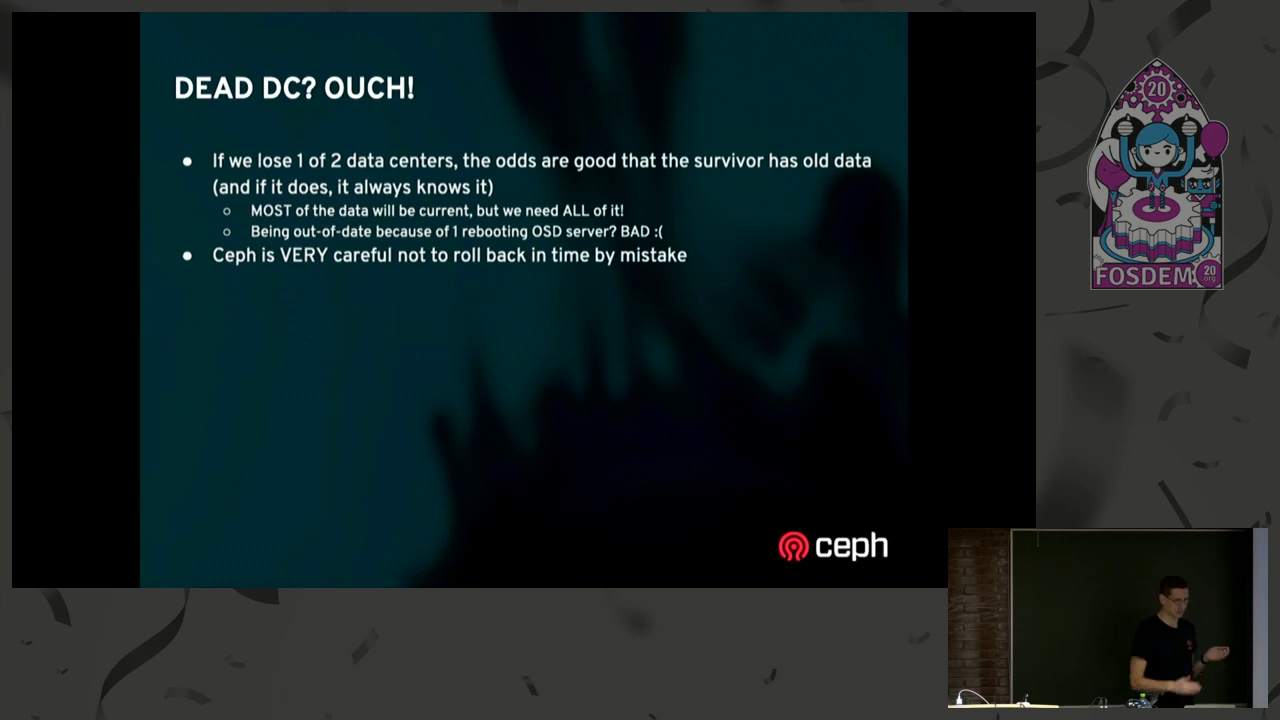 DEAD DC? OUCH!
● If we lose 1 of 2 data centers, the odds are good that the survivor has old data
(and if it does, it always knows it)
○ MOST of the data will be current, but we need ALL of it!
○ Being out-of-date because of 1 rebooting OSD server? BAD :(
● Ceph is VERY careful not to roll back in time by mistake
ceph
20
FOSDEM
20
.org